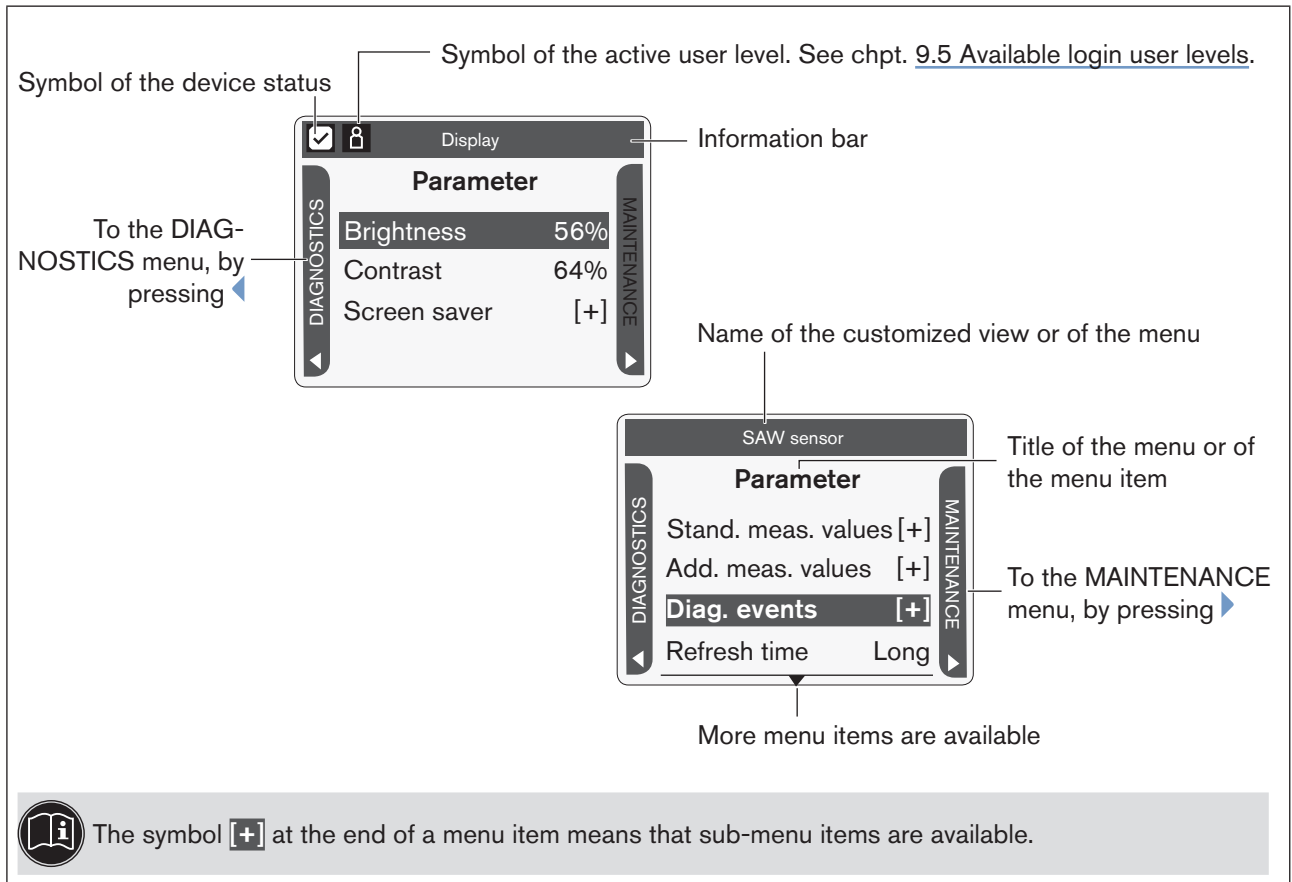 Symbol of the active user level. See chpt. 9.5 Available login user levels.
Symbol of the device status
Display
Information bar
Parameter
DIAGNOSTICS
MAINTENANCE
Brightness 56%
Contrast 64%
Screen saver [+]
To the DIAG-
NOSTICS menu, by
pressing
Name of the customized view or of the menu
SAW sensor
Parameter
Title of the menu or of
the menu item
DIAGNOSTICS
MAINTENANCE
Stand. meas. values [+]
Add. meas. values [+]
Diag. events [+]
Refresh time Long
To the MAINTENANCE
menu, by pressing
More menu items are available
The symbol [+] at the end of a menu item means that sub-menu items are available.